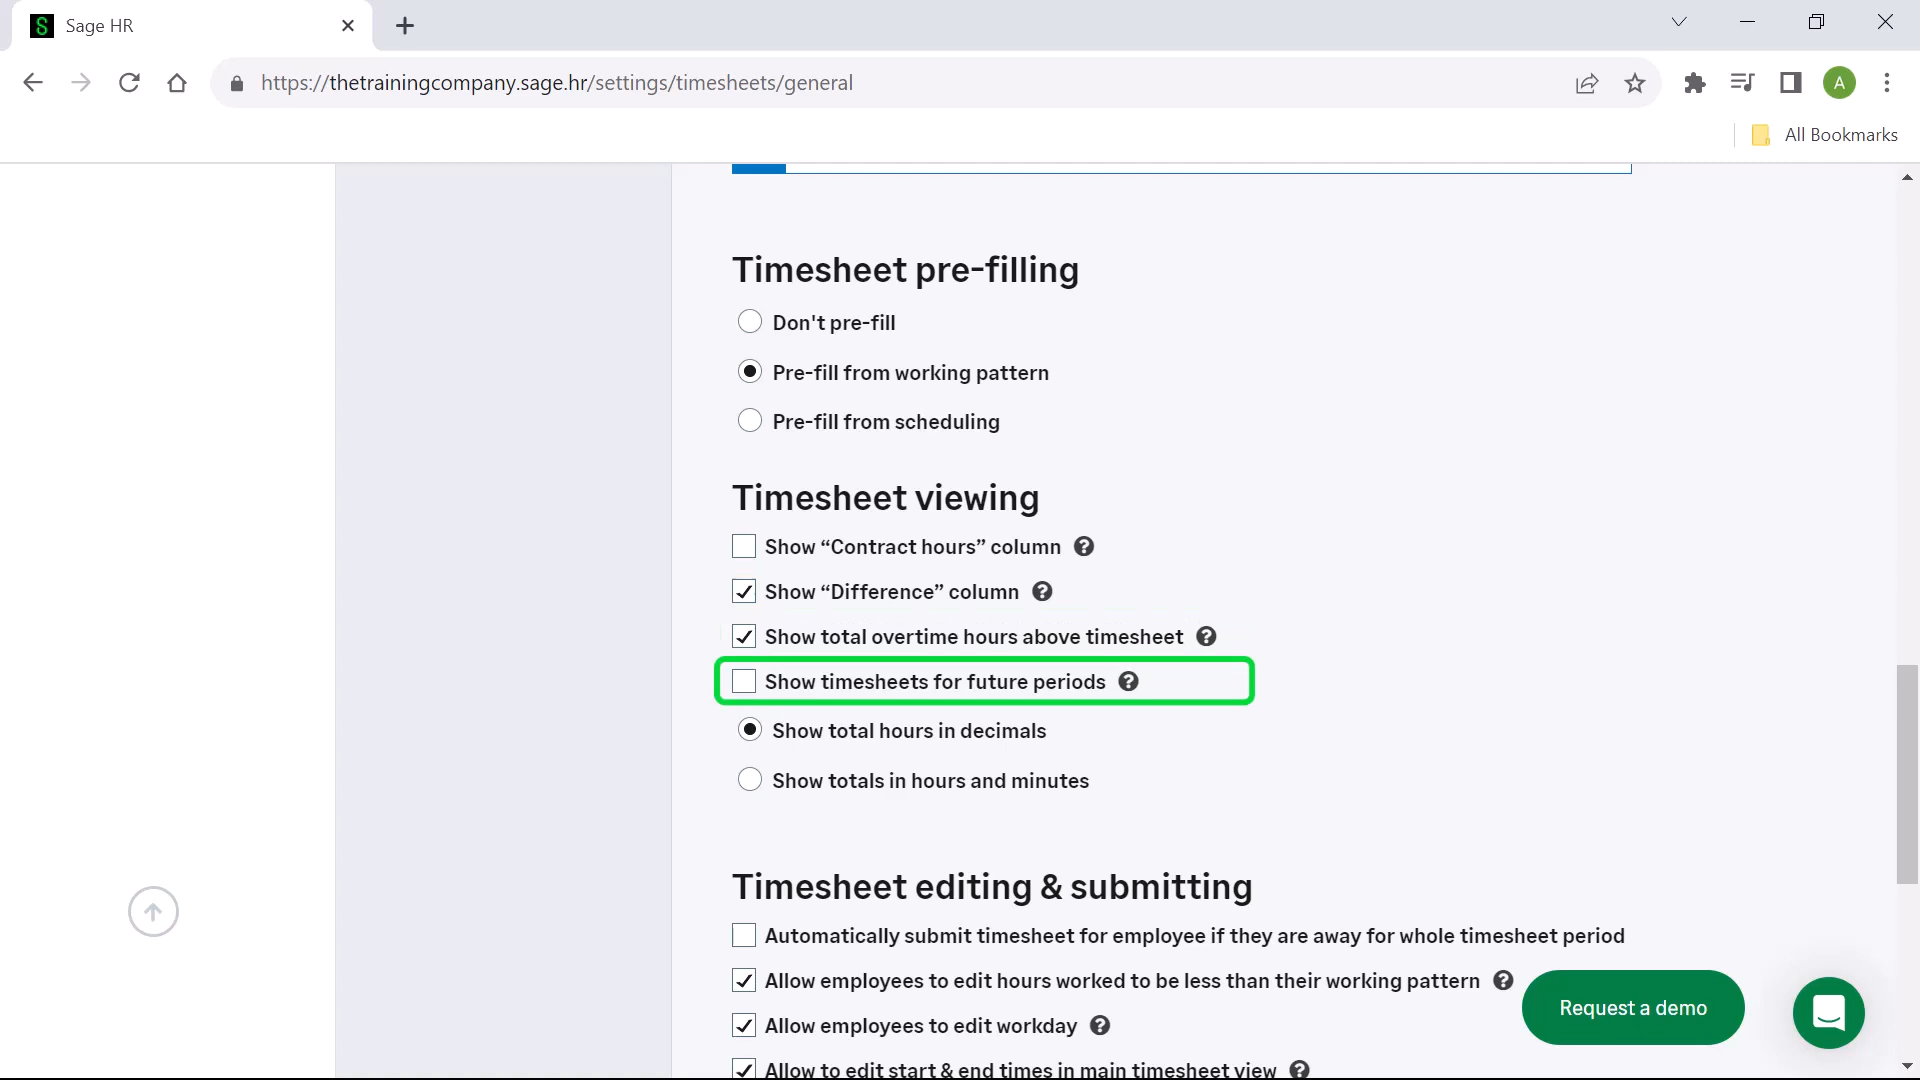 Sage HR
https://thetrainingcompany.sage.hr/settings/timesheets/general
A
All Bookmarks
Timesheet pre-filling
Don't pre-fill
Pre-fill from working pattern
Pre-fill from scheduling
Timesheet viewing
Show “Contract hours” column
Show “Difference” column
Show total overtime hours above timesheet
Show timesheets for future periods
Show total hours in decimals
Show totals in hours and minutes
Timesheet editing & submitting
Automatically submit timesheet for employee if they are away for whole timesheet period
Allow employees to edit hours worked to be less than their working pattern
Request a demo
Allow employees to edit workday
Allow to edit start & end times in main timesheet view